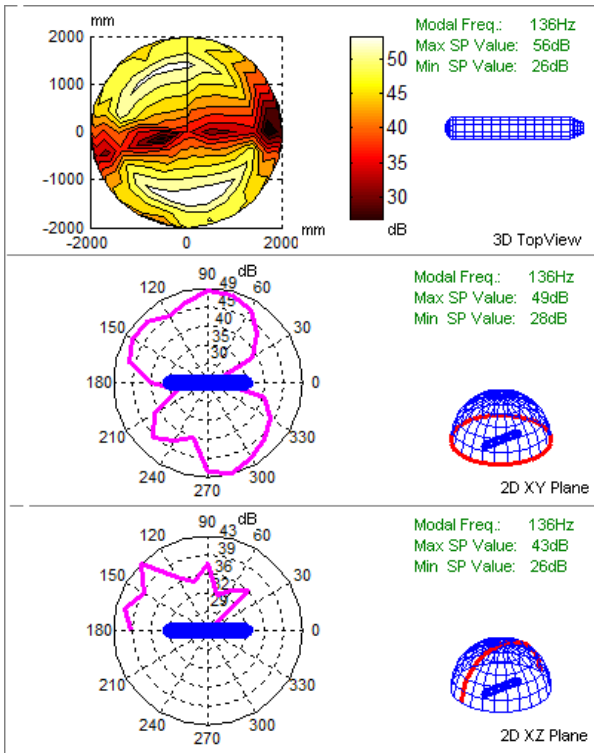 mm
2000
1000
0
-1000
-2000
-2000
0
2000
mm
50
45
40
35
30
dB
Modal Freq.: 136Hz
Max SP Value: 56dB
Min SP Value: 26dB
3D TopView
dB
90
120
60
150
30
180
0
210
330
240
300
270
49
45
40
35
30
Modal Freq.: 136Hz
Max SP Value: 49dB
Min SP Value: 28dB
2D XY Plane
dB
90
120
60
150
30
180
0
210
330
240
300
270
43
39
36
32
29
Modal Freq.: 136Hz
Max SP Value: 43dB
Min SP Value: 26dB
2D XZ Plane